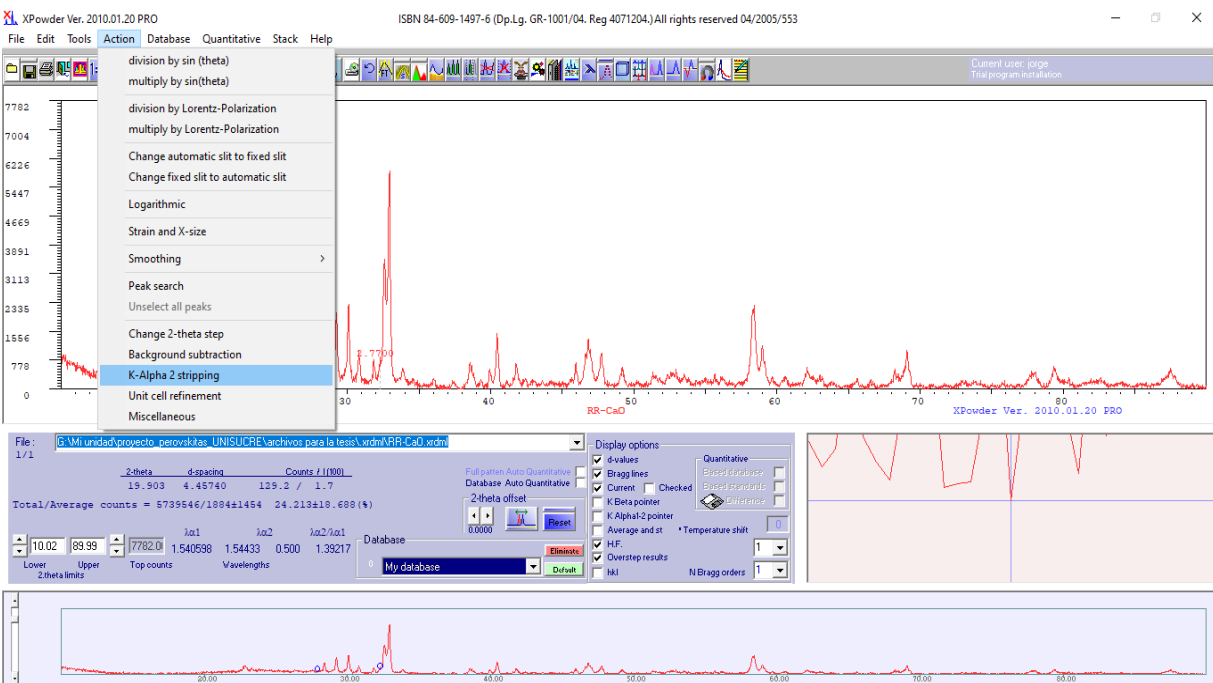 XPowder Ver. 2010.01.20 PRO
ISBN 84-609-1497-6 (Dp.Lg. GR-1001/04. Reg 4071204.) All rights reserved 04/2005/553
File Edit Tools Action Database Quantitative Stack Help
division by sin (theta)
multiply by sin(theta)
division by Lorentz-Polarization
multiply by Lorentz-Polarization
Change automatic slit to fixed slit
Change fixed slit to automatic slit
Logarithmic
Strain and X-size
Smoothing
Peak search
Unselect all peaks
Change 2-theta step
Background subtraction
K-Alpha 2 stripping
Unit cell refinement
Miscellaneous
Current user: jorge
Trial program installation
7782
7004
6226
5447
4669
3891
3113
2335
1556
778
0
2.7700
30 40 50 60 70 80
RR-CaO
XPowder Ver. 2010.01.20 PRO
File :
G:\Mi unidad\proyecto_perovskitas_UNISUCRE\archivos para la tesis\.xrdml\RR-CaO.xrdml
1/1
2-theta d-spacing Counts / I(100)
19.903 4.45740 129.2 / 1.7
Total/Average counts = 5739546/1884±1454 24.213±18.688(%)
Full patten Auto Quantitative
Database Auto Quantitative
2-theta offset
0.0000
Reset
λα1 λα2 λα2/λα1
10.02 89.99 7782.0 1.540598 1.54433 0.500 1.39217
Lower Upper Top counts Wavelengths
2.theta limits
Database
Eliminate
0 My database
Default
Display options
d-values
Bragg lines
Current Checked
K Beta pointer
K Alpha1-2 pointer
Average and st
H.F.
Overstep results
hkl
Quantitative
Based database
Based standards
Difference
* Temperature shift 0
1
N Bragg orders 1
20.00 30.00 40.00 50.00 60.00 70.00 80.00